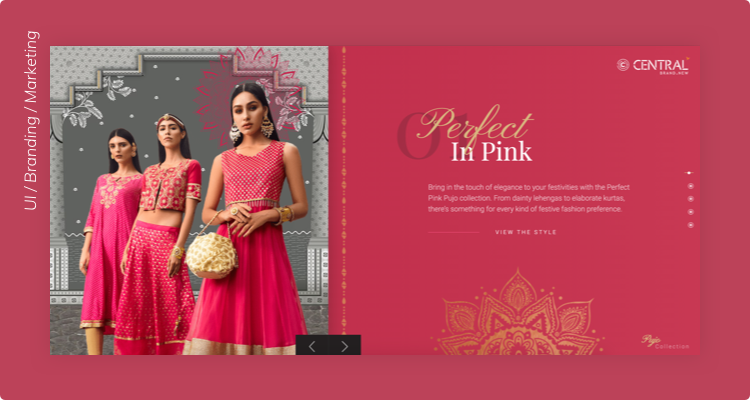 UI / Branding / Marketing
CENTRAL
BRAND.NEW
01
Perfect
In Pink
Bring in the touch of elegance to your festivities with the Perfect
Pink Pujo collection. From dainty lehengas to elaborate kurtas,
there's something for every kind of festive fashion preference.
VIEW THE STYLE
Pujo
Collection